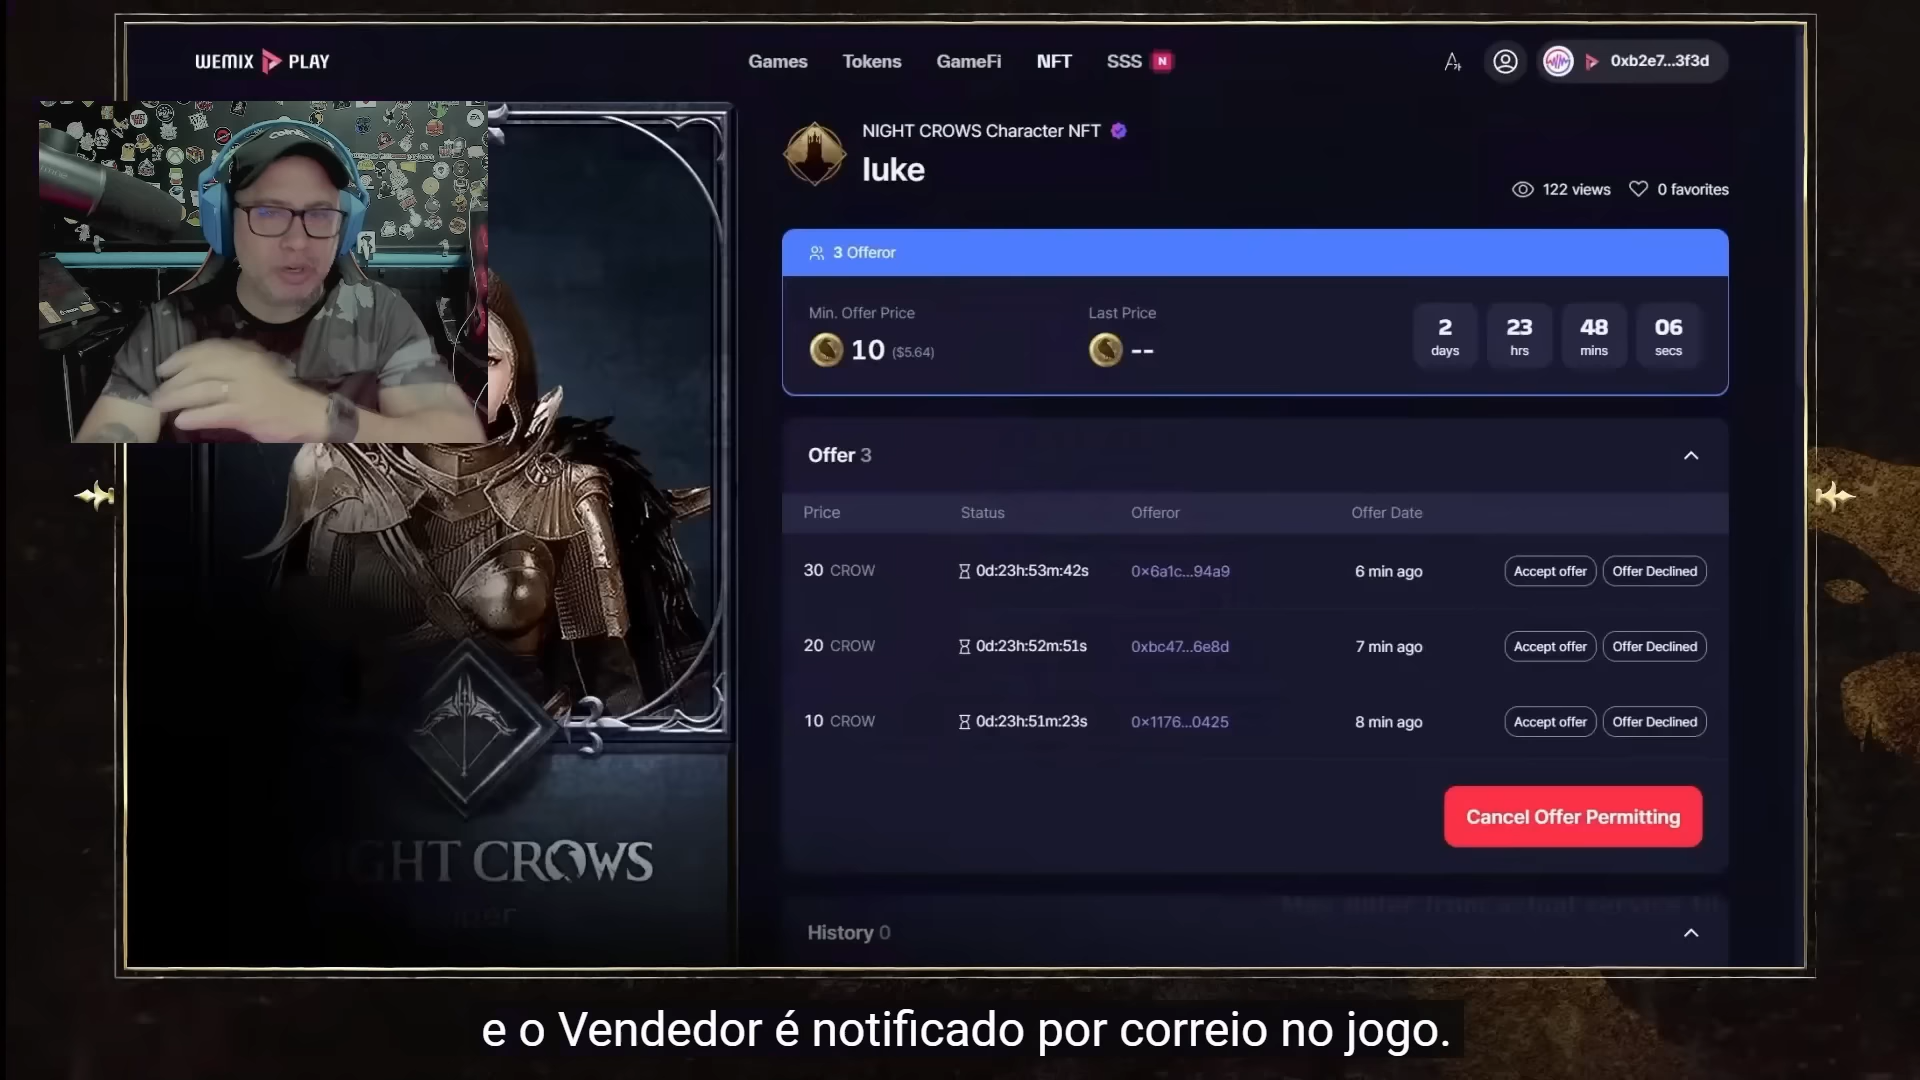 WEMIX PLAY
Games Tokens GameFi NFT SSS N
0xb2e7...3f3d
NIGHT CROWS Character NFT
luke
122 views 0 favorites
3 Offeror
Min. Offer Price Last Price
10 ($5.64) --
2 23 48 06
days hrs mins secs
Offer 3
Price Status Offeror Offer Date
30 CROW 0d:23h:53m:42s 0×6a1c...94a9 6 min ago Accept offer Offer Declined
20 CROW 0d:23h:52m:51s 0xbc47...6e8d 7 min ago Accept offer Offer Declined
10 CROW 0d:23h:51m:23s 0×1176...0425 8 min ago Accept offer Offer Declined
Cancel Offer Permitting
IGHT CROWS
History 0
e o Vendedor é notificado por correio no jogo.